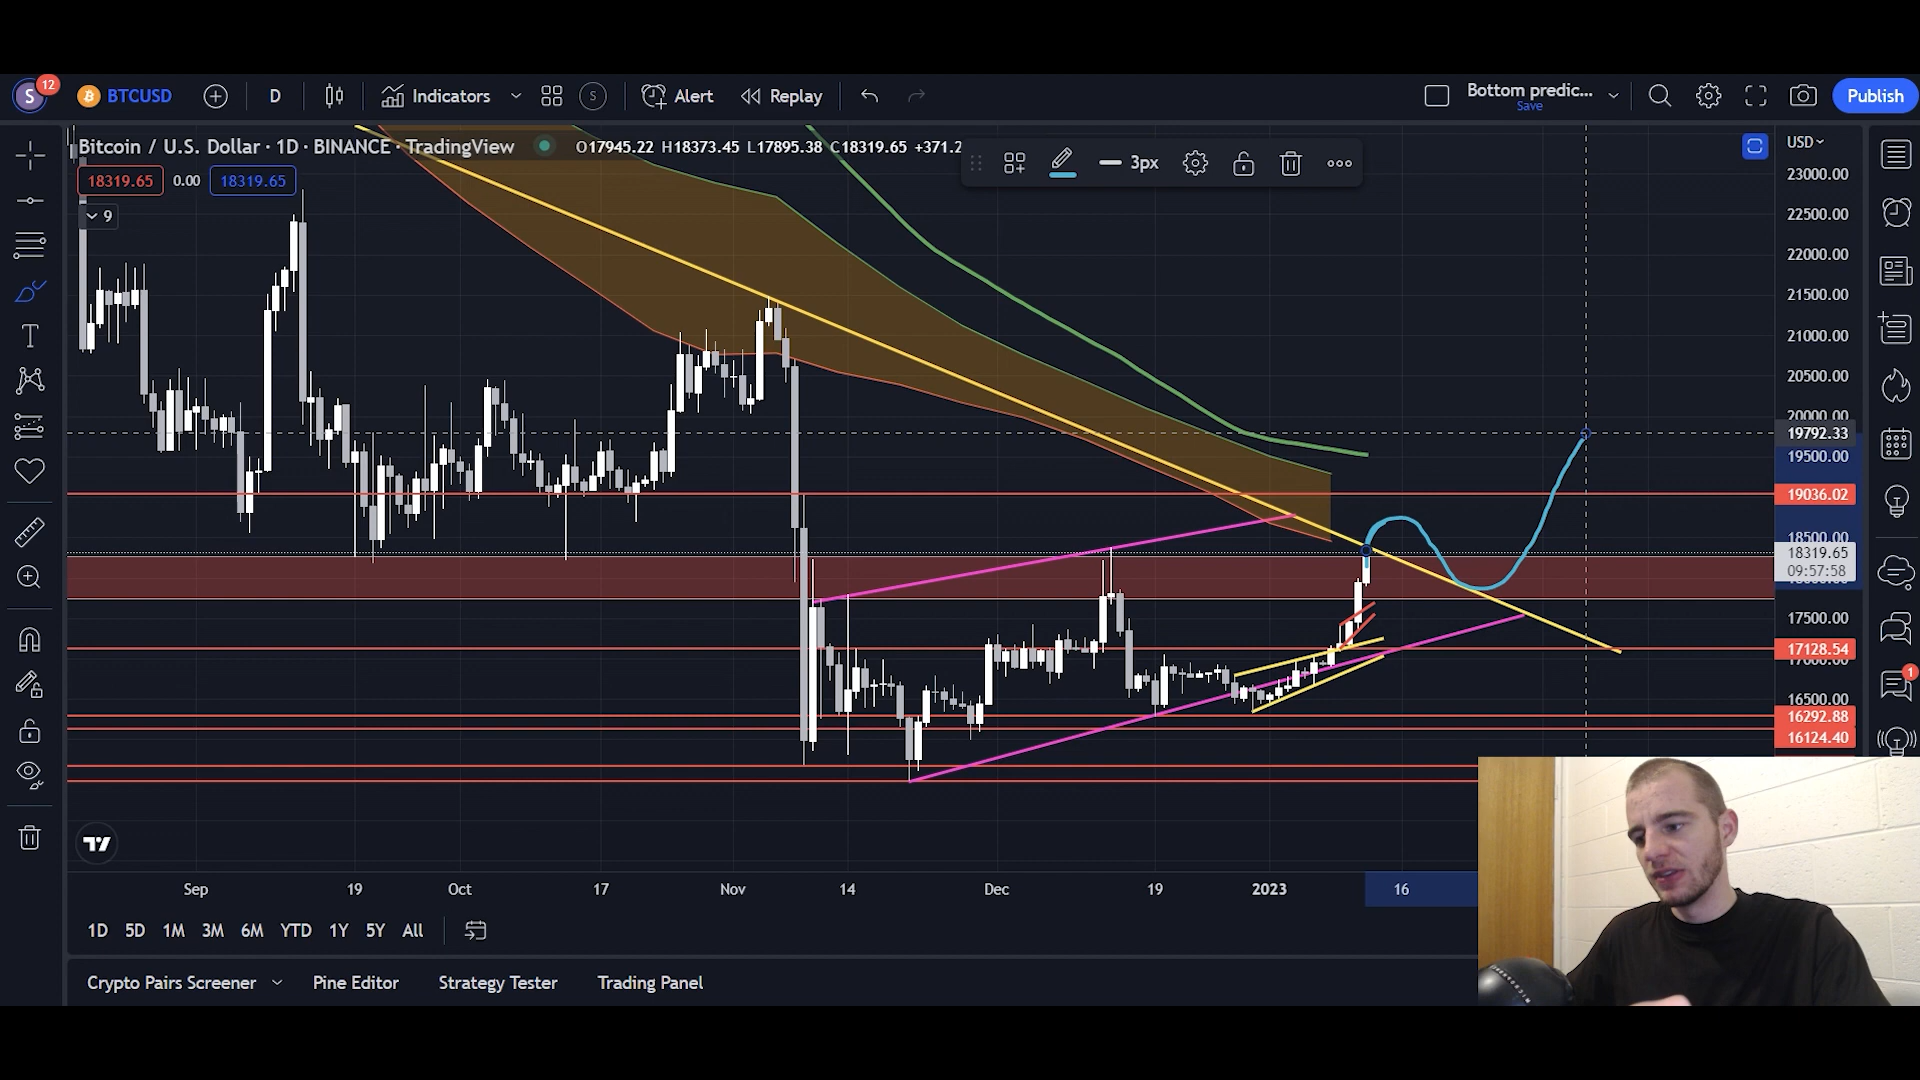 S 12 BTCUSD D Indicators S Alert Replay Bottom predic... Save Publish
Bitcoin / U.S. Dollar · 1D · BINANCE · TradingView O17945.22 H18373.45 L17895.38 C18319.65 +371.2
3px
USD
18319.65 0.00 18319.65
9
23000.00
22500.00
22000.00
21500.00
21000.00
20500.00
20000.00
19792.33
19500.00
19036.02
18500.00
18319.65
09:57:58
17500.00
17128.54
17000.00
16500.00
16292.88
16124.40
1
Sep 19 Oct 17 Nov 14 Dec 19 2023 16
1D 5D 1M 3M 6M YTD 1Y 5Y All
Crypto Pairs Screener Pine Editor Strategy Tester Trading Panel